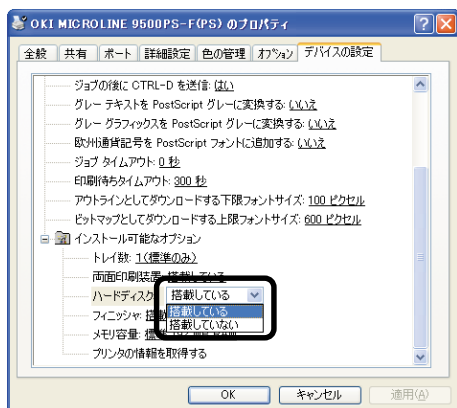 OKI MICROLINE 9500PS-F(PS) のプロパティ
全般 共有 ポート 詳細設定 色の管理 オプション デバイスの設定
ジョブの後に CTRL-D を送信: はい
グレー テキストを PostScript グレーに変換する: いいえ
グレー グラフィックスを PostScript グレーに変換する: いいえ
欧州通貨記号を PostScript フォントに追加する: いいえ
ジョブ タイムアウト: 0 秒
印刷待ちタイムアウト: 300 秒
アウトラインとしてダウンロードする下限フォントサイズ: 100 ピクセル
ビットマップとしてダウンロードする上限フォントサイズ: 600 ピクセル
インストール可能なオプション
トレイ数: 1(標準のみ)
両面印刷装置: 搭載している
ハードディスク: 搭載している
搭載している
フィニッシャ: 搭
搭載していない
メモリ容量: 標準
プリンタの情報を取得する
OK キャンセル 適用(A)